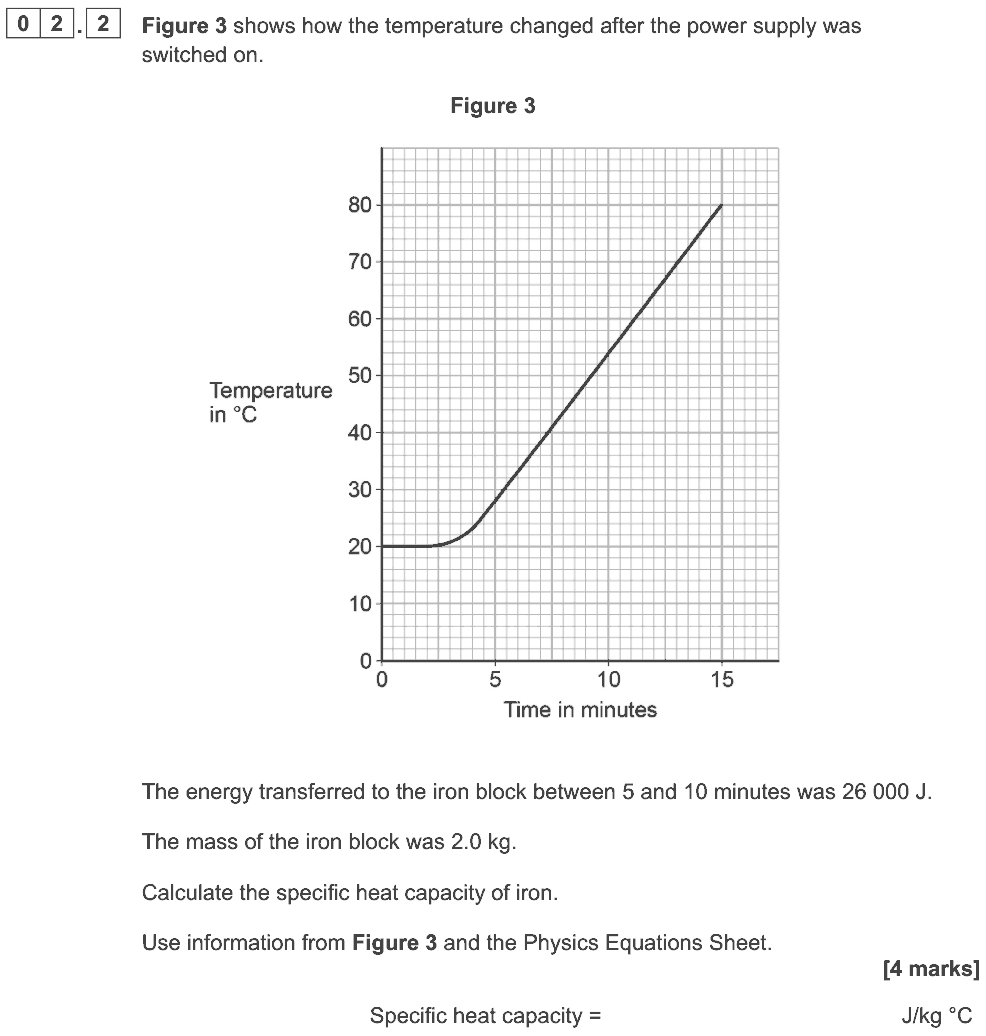 0 2 . 2 Figure 3 shows how the temperature changed after the power supply was
switched on.
Figure 3
80
70
60
50
Temperature
in °C
40
30
20
10
0
0 5 10 15
Time in minutes
The energy transferred to the iron block between 5 and 10 minutes was 26 000 J.
The mass of the iron block was 2.0 kg.
Calculate the specific heat capacity of iron.
Use information from Figure 3 and the Physics Equations Sheet.
[4 marks]
Specific heat capacity = J/kg °C